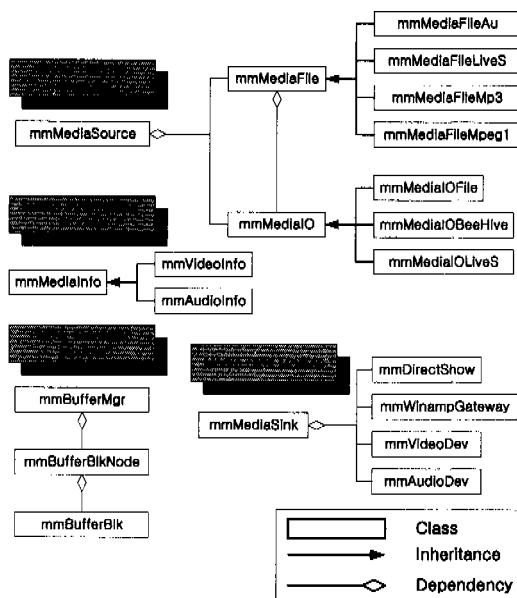 mmMediaFileAu
mmMediaFile
mmMediaFileLiveS
mmMediaFileMp3
mmMediaSource
mmMediaFileMpeg1
mmMediaIOFile
mmMediaIO
mmMediaIOBeeHive
mmMediaIOLiveS
mmVideoInfo
mmMediaInfo
mmAudioInfo
mmBufferMgr
mmDirectShow
mmWinampGateway
mmMediaSink
mmVideoDev
mmBufferBlkNode
mmAudioDev
mmBufferBlk
Class
Inheritance
Dependency